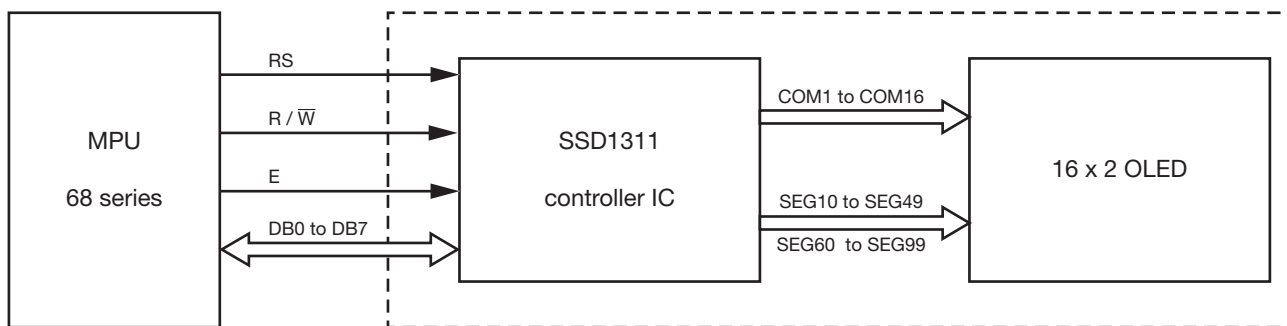 MPU
68 series
RS
R / W̅
E
DB0 to DB7
SSD1311
controller IC
COM1 to COM16
SEG10 to SEG49
SEG60 to SEG99
16 x 2 OLED